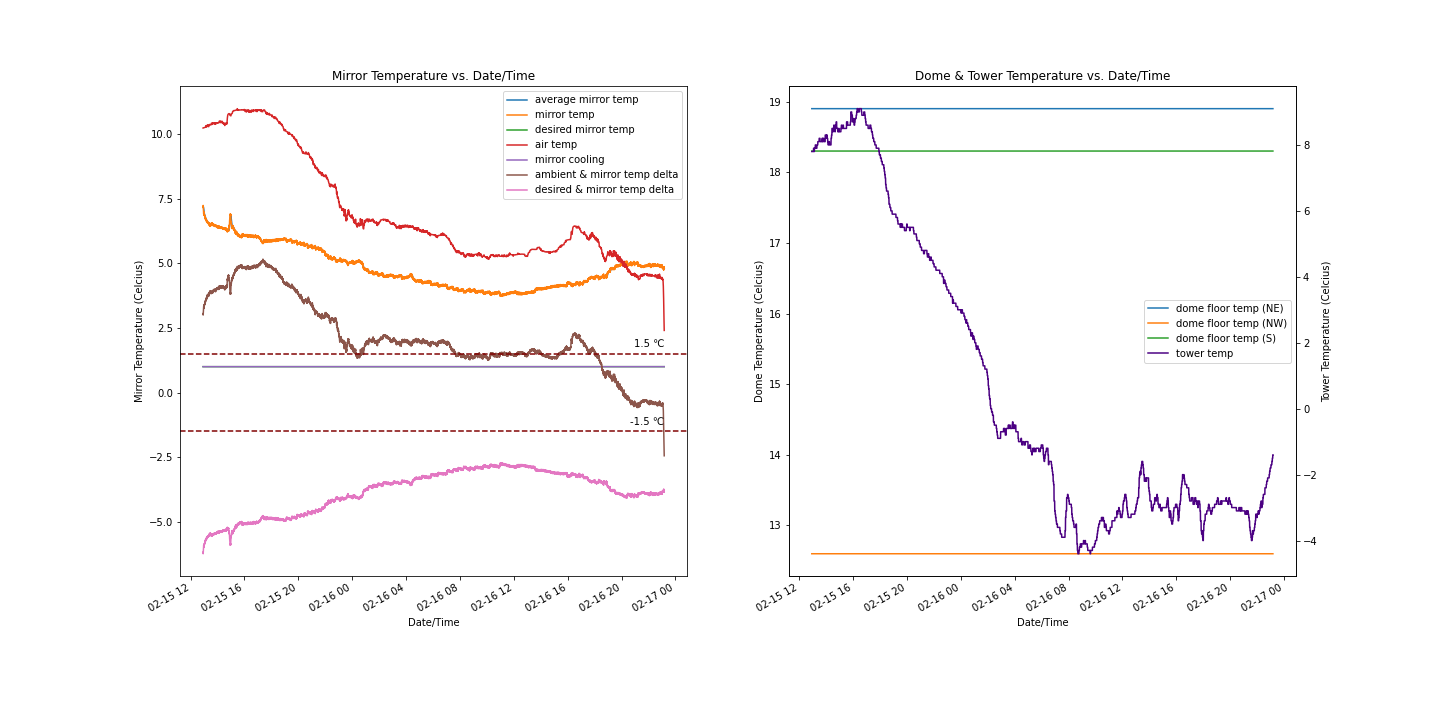 Mirror Temperature vs. Date/Time
Mirror Temperature (Celcius)
10.0
7.5
5.0
2.5
0.0
−2.5
−5.0
average mirror temp
mirror temp
desired mirror temp
air temp
mirror cooling
ambient & mirror temp delta
desired & mirror temp delta
1.5 ℃
-1.5 ℃
02-15 12
02-15 16
02-15 20
02-16 00
02-16 04
02-16 08
02-16 12
02-16 16
02-16 20
02-17 00
Date/Time
Dome & Tower Temperature vs. Date/Time
Dome Temperature (Celcius)
19
18
17
16
15
14
13
dome floor temp (NE)
dome floor temp (NW)
dome floor temp (S)
tower temp
8
6
4
2
0
−2
−4
Tower Temperature (Celcius)
02-15 12
02-15 16
02-15 20
02-16 00
02-16 04
02-16 08
02-16 12
02-16 16
02-16 20
02-17 00
Date/Time